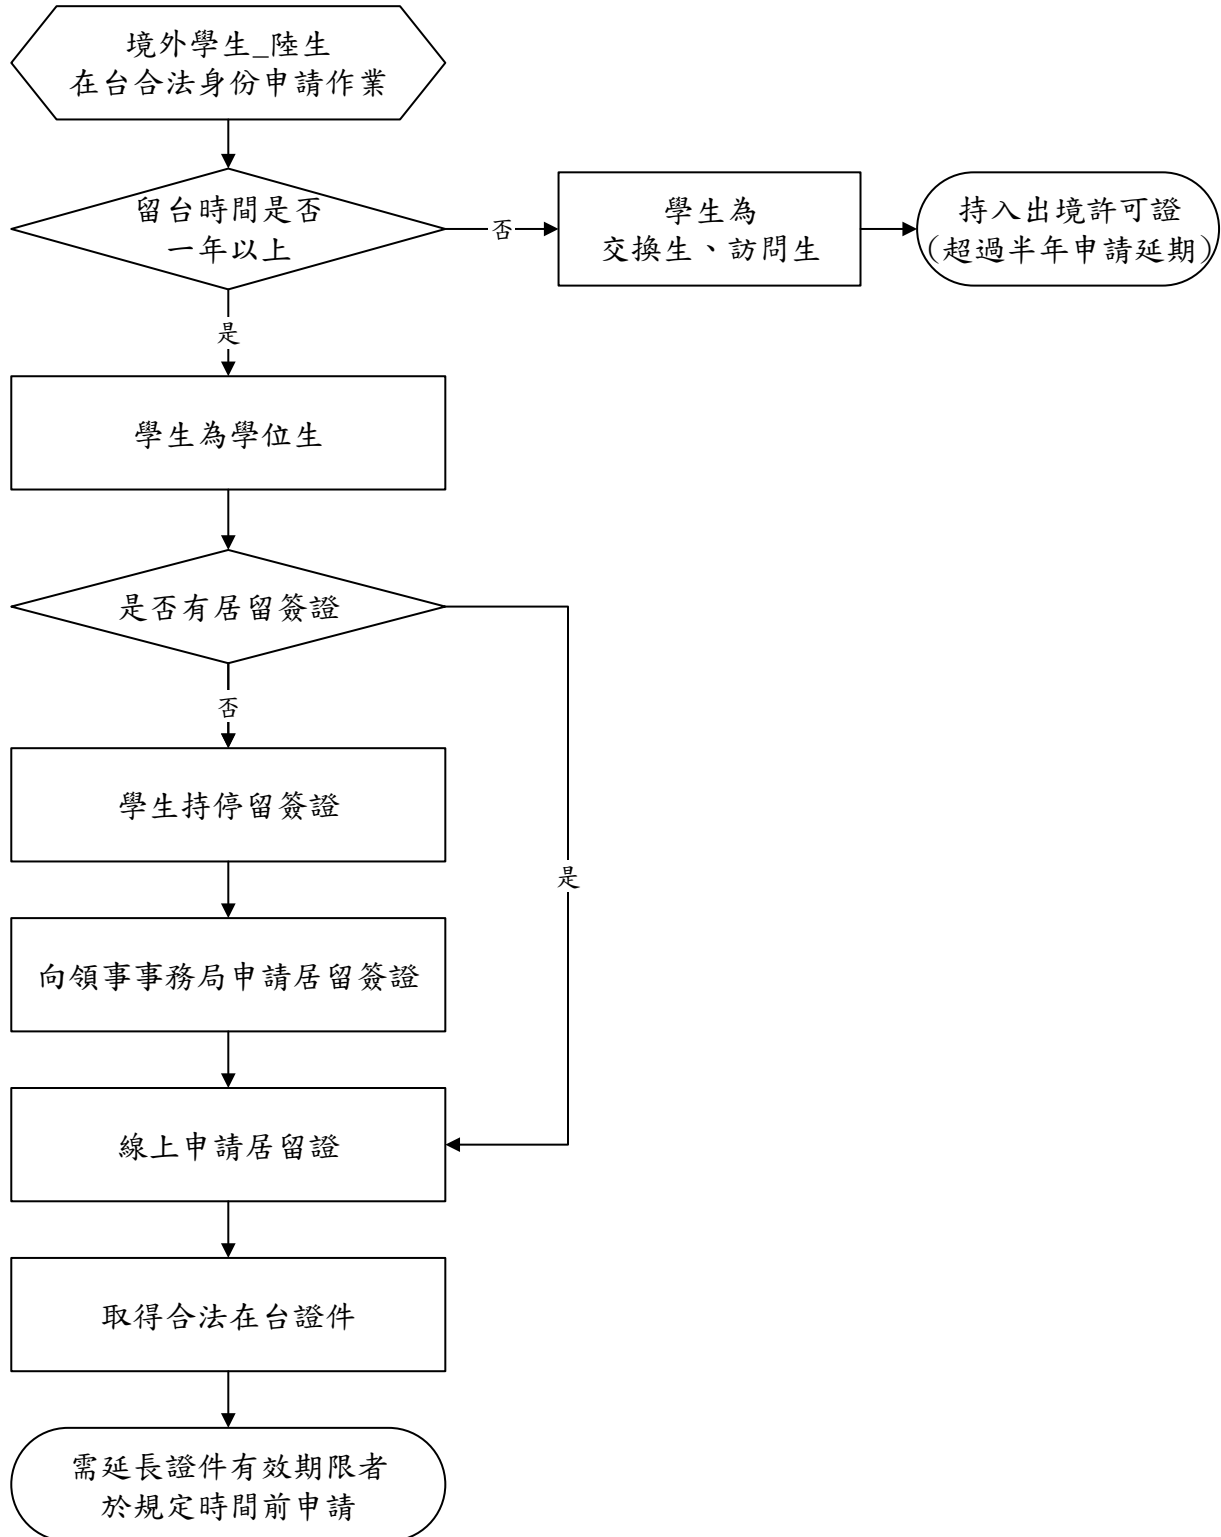 境外學生_陸生
在台合法身份申請作業
留台時間是否
一年以上
否
學生為
交換生、訪問生
持入出境許可證
(超過半年申請延期)
是
學生為學位生
是否有居留簽證
否
學生持停留簽證
是
向領事事務局申請居留簽證
線上申請居留證
取得合法在台證件
需延長證件有效期限者
於規定時間前申請